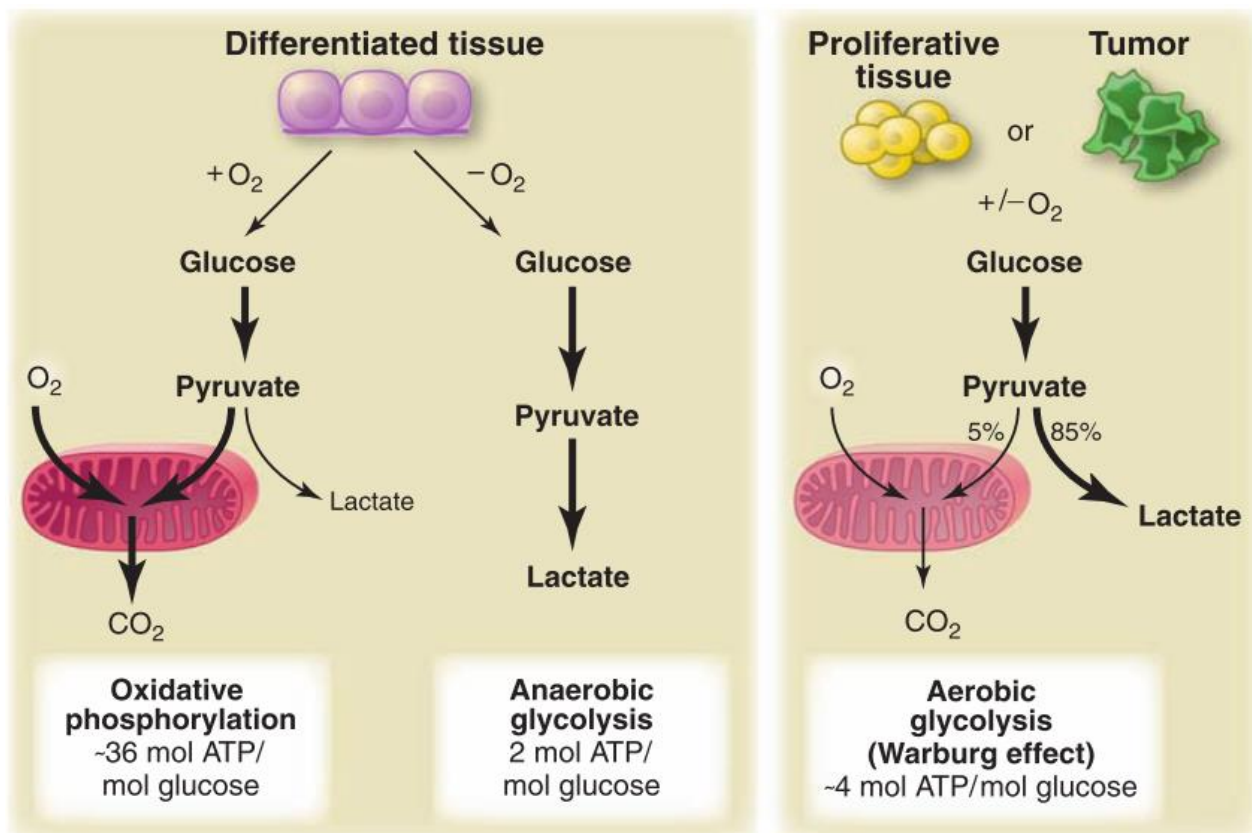 Differentiated tissue
+O₂
−O₂
Glucose
Glucose
O₂
Pyruvate
Pyruvate
Lactate
Lactate
CO₂
Oxidative
phosphorylation
~36 mol ATP/
mol glucose
Anaerobic
glycolysis
2 mol ATP/
mol glucose
Proliferative
tissue
or
Tumor
+/−O₂
Glucose
O₂
Pyruvate
5%
85%
Lactate
CO₂
Aerobic
glycolysis
(Warburg effect)
~4 mol ATP/mol glucose